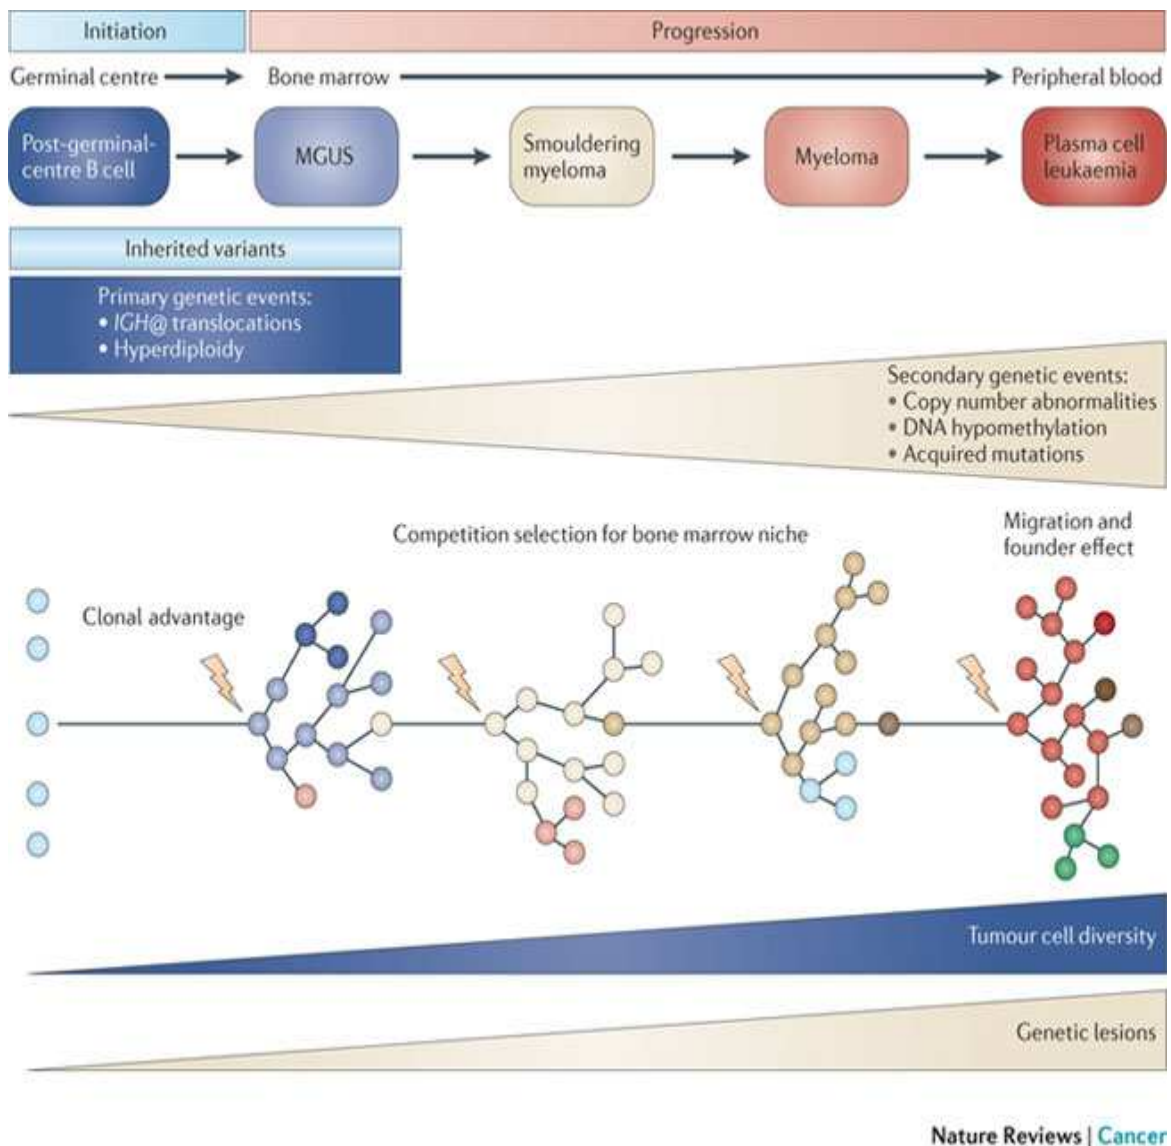 Initiation
Progression
Germinal centre
Bone marrow
Peripheral blood
Post-germinal-
centre B cell
MGUS
Smouldering
myeloma
Myeloma
Plasma cell
leukaemia
Inherited variants
Primary genetic events:
• IGH@ translocations
• Hyperdiploidy
Secondary genetic events:
• Copy number abnormalities
• DNA hypomethylation
• Acquired mutations
Competition selection for bone marrow niche
Migration and
founder effect
Clonal advantage
Tumour cell diversity
Genetic lesions
Nature Reviews | Cancer